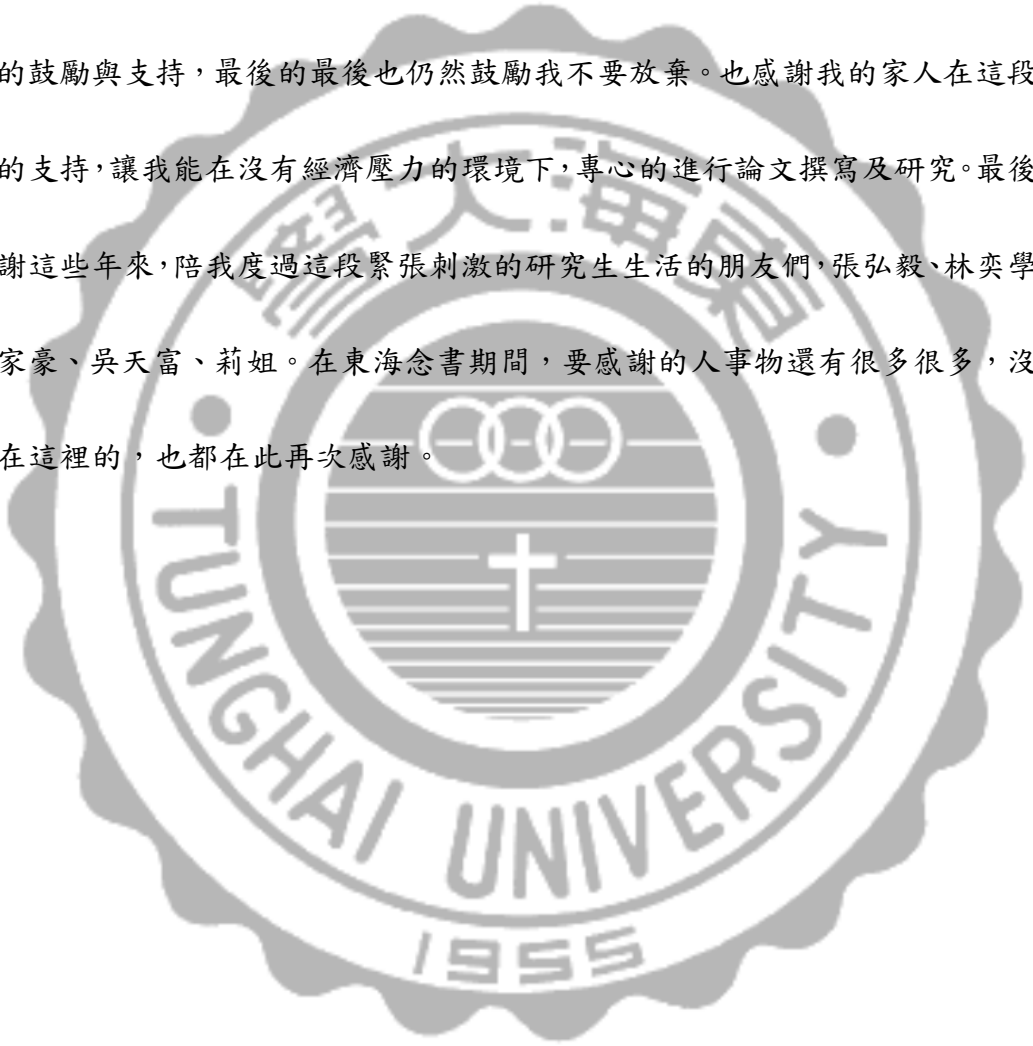 的鼓勵與支持，最後的最後也仍然鼓勵我不要放棄。也感謝我的家人在這段
的支持，讓我能在沒有經濟壓力的環境下，專心的進行論文撰寫及研究。最後
謝這些年來，陪我度過這段緊張刺激的研究生生活的朋友們，張弘毅、林奕學
家豪、吳天富、莉姐。在東海念書期間，要感謝的人事物還有很多很多，沒
在這裡的，也都在此再次感謝。
學大海東
TUNGHAI UNIVERSITY
1955